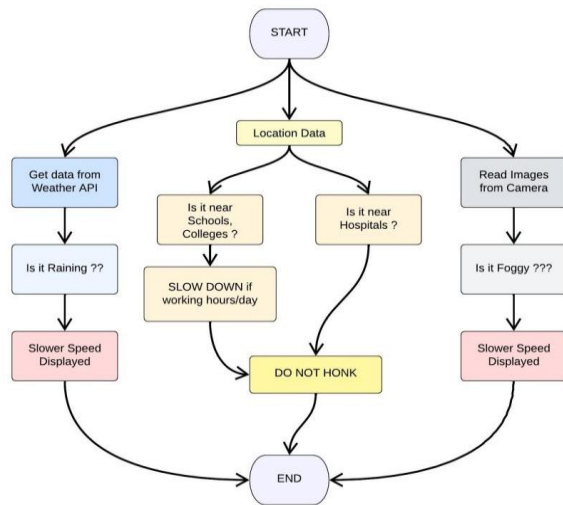 START
Location Data
Get data from
Weather API
Read Images
from Camera
Is it near
Schools,
Colleges ?
Is it near
Hospitals ?
Is it Raining ??
SLOW DOWN if
working hours/day
Is it Foggy ???
Slower Speed
Displayed
DO NOT HONK
Slower Speed
Displayed
END